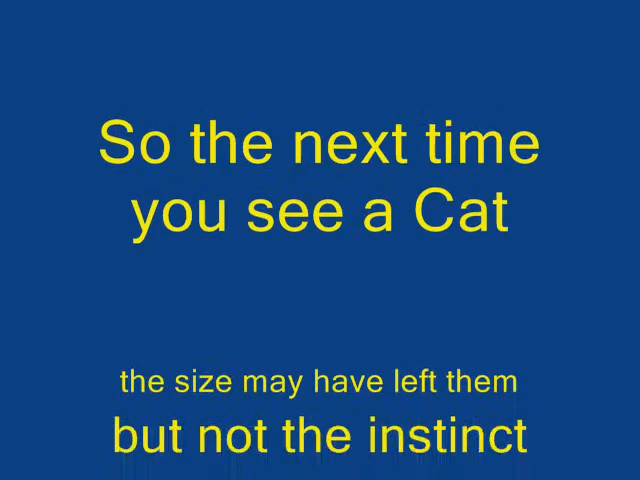 So the next time
you see a Cat
the size may have left them
but not the instinct